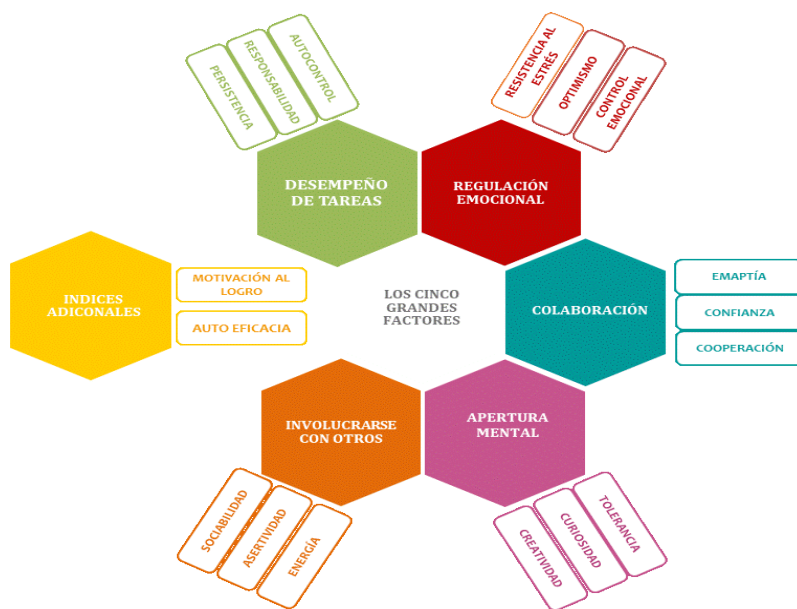 PERSISTENCIA
RESPONSABILIDAD
AUTOCONTROL
RESISTENCIA AL
ESTRÉS
OPTIMISMO
CONTROL
EMOCIONAL
DESEMPEÑO
DE TAREAS
REGULACIÓN
EMOCIONAL
INDICES
ADICONALES
MOTIVACIÓN AL
LOGRO
AUTO EFICACIA
LOS CINCO
GRANDES
FACTORES
COLABORACIÓN
EMAPTÍA
CONFIANZA
COOPERACIÓN
INVOLUCRARSE
CON OTROS
APERTURA
MENTAL
SOCIABILIDAD
ASERTIVIDAD
ENERGÍA
CREATIVIDAD
CURIOSIDAD
TOLERANCIA